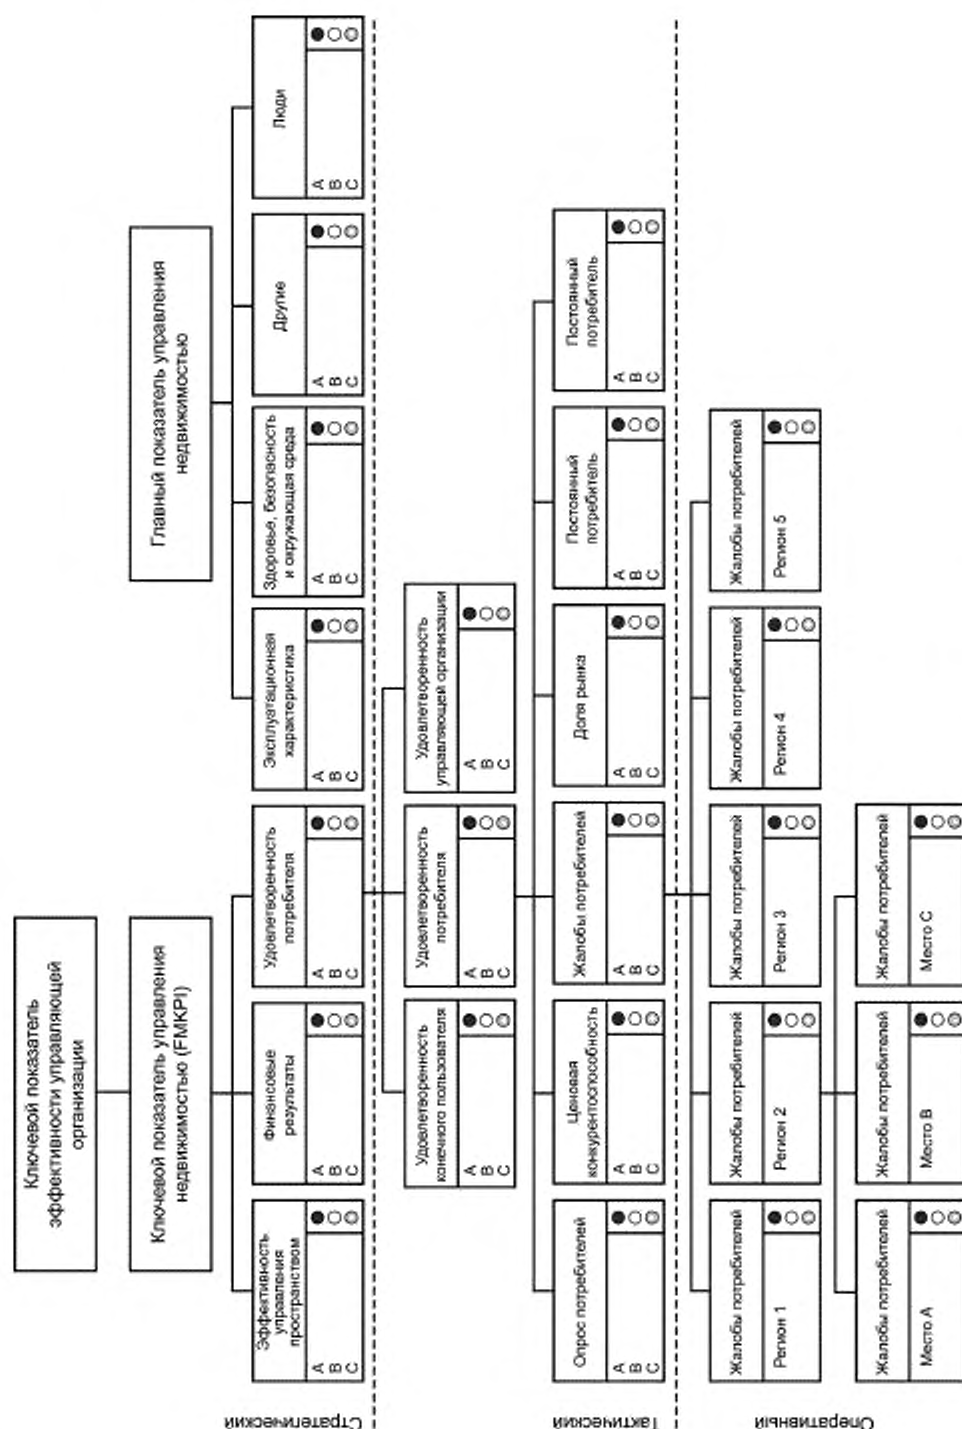 Ключевой показатель
эффективности управляющей
организации
Ключевой показатель управления
недвижимостью (FMKPI)
Главный показатель управления
недвижимостью
Стратегический
Эффективность
управления
пространством
A
B
C
Финансовые
результаты
A
B
C
Удовлетворенность
потребителя
A
B
C
Эксплуатационная
характеристика
A
B
C
Здоровье, безопасность
и окружающая среда
A
B
C
Другие
A
B
C
Люди
A
B
C
Тактический
Удовлетворенность
конечного пользователя
A
B
C
Удовлетворенность
потребителя
A
B
C
Удовлетворенность
управляющей организации
A
B
C
Опрос потребителей
A
B
C
Ценовая
конкурентоспособность
A
B
C
Жалобы потребителей
A
B
C
Доля рынка
A
B
C
Постоянный
потребитель
A
B
C
Постоянный
потребитель
A
B
C
Оперативный
Жалобы потребителей
Регион 1
Жалобы потребителей
Регион 2
Жалобы потребителей
Регион 3
Жалобы потребителей
Регион 4
Жалобы потребителей
Регион 5
Жалобы потребителей
Место A
Жалобы потребителей
Место B
Жалобы потребителей
Место C